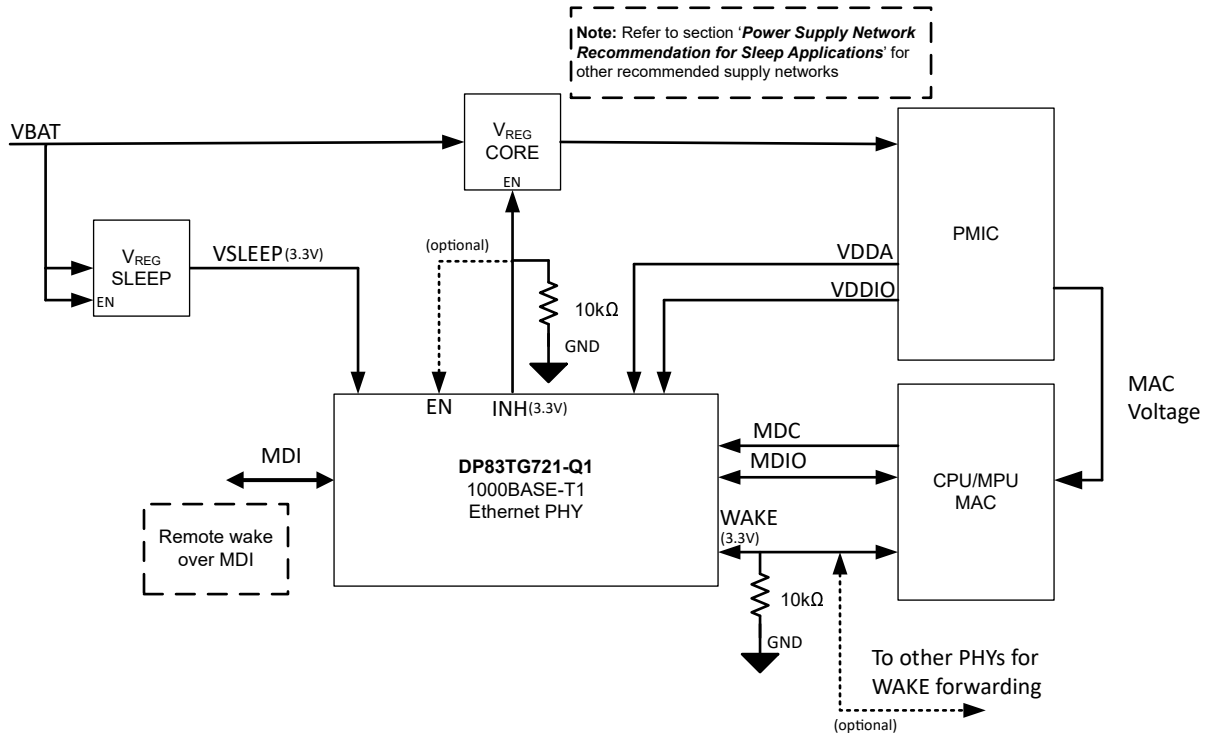 Note: Refer to section ‘Power Supply Network
Recommendation for Sleep Applications’ for
other recommended supply networks
VBAT
VREG
CORE
EN
PMIC
VREG
SLEEP
EN
VSLEEP(3.3V)
(optional)
VDDA
VDDIO
10kΩ
GND
MAC
Voltage
EN
INH(3.3V)
MDI
DP83TG721-Q1
1000BASE-T1
Ethernet PHY
MDC
MDIO
CPU/MPU
MAC
WAKE
(3.3V)
Remote wake
over MDI
10kΩ
GND
To other PHYs for
WAKE forwarding
(optional)